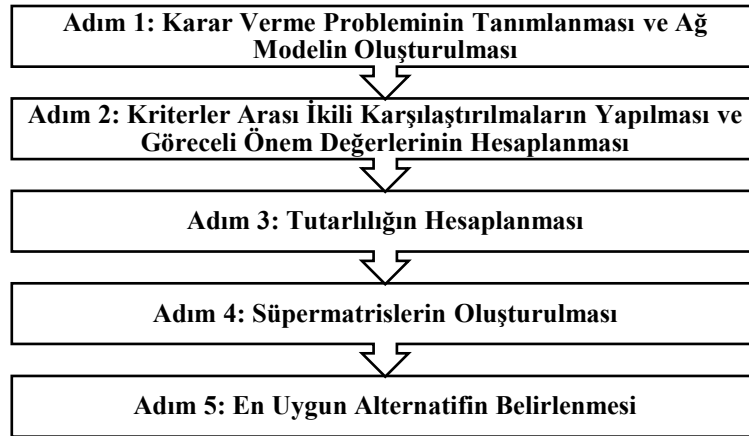 Adım 1: Karar Verme Probleminin Tanımlanması ve Ağ
Modelin Oluşturulması
Adım 2: Kriterler Arası İkili Karşılaştırılmaların Yapılması ve
Göreceli Önem Değerlerinin Hesaplanması
Adım 3: Tutarlılığın Hesaplanması
Adım 4: Süpermatrislerin Oluşturulması
Adım 5: En Uygun Alternatifin Belirlenmesi